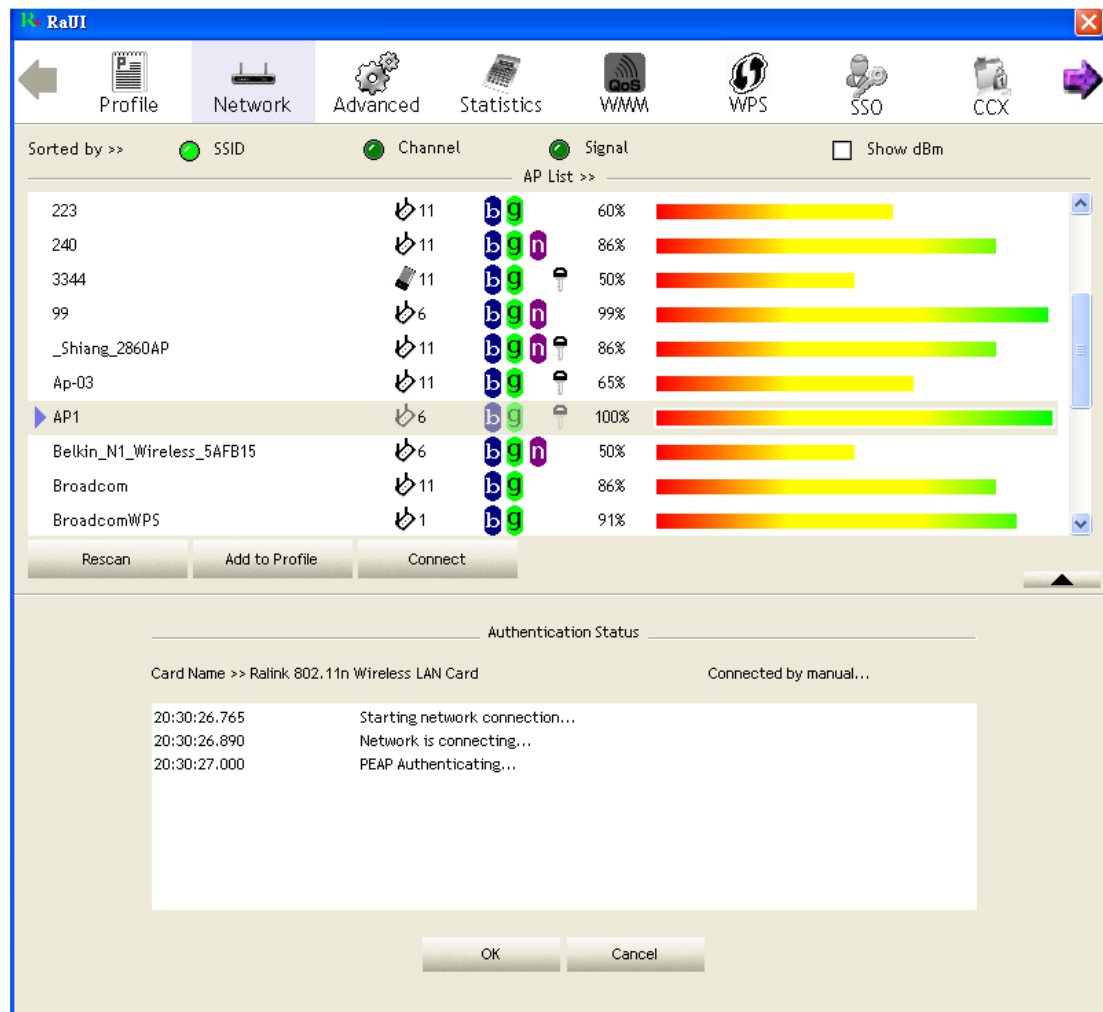 RaUI
Profile Network Advanced Statistics QoS WMM WPS SSO CCX
Sorted by >> SSID Channel Signal Show dBm
AP List >>
223 11 b g 60%
240 11 b g n 86%
3344 11 b g 50%
99 6 b g n 99%
_Shiang_2860AP 11 b g n 86%
Ap-03 11 b g 65%
AP1 6 b g 100%
Belkin_N1_Wireless_5AFB15 6 b g n 50%
Broadcom 11 b g 86%
BroadcomWPS 1 b g 91%
Rescan Add to Profile Connect
Authentication Status
Card Name >> Ralink 802.11n Wireless LAN Card Connected by manual...
20:30:26.765 Starting network connection...
20:30:26.890 Network is connecting...
20:30:27.000 PEAP Authenticating...
OK Cancel